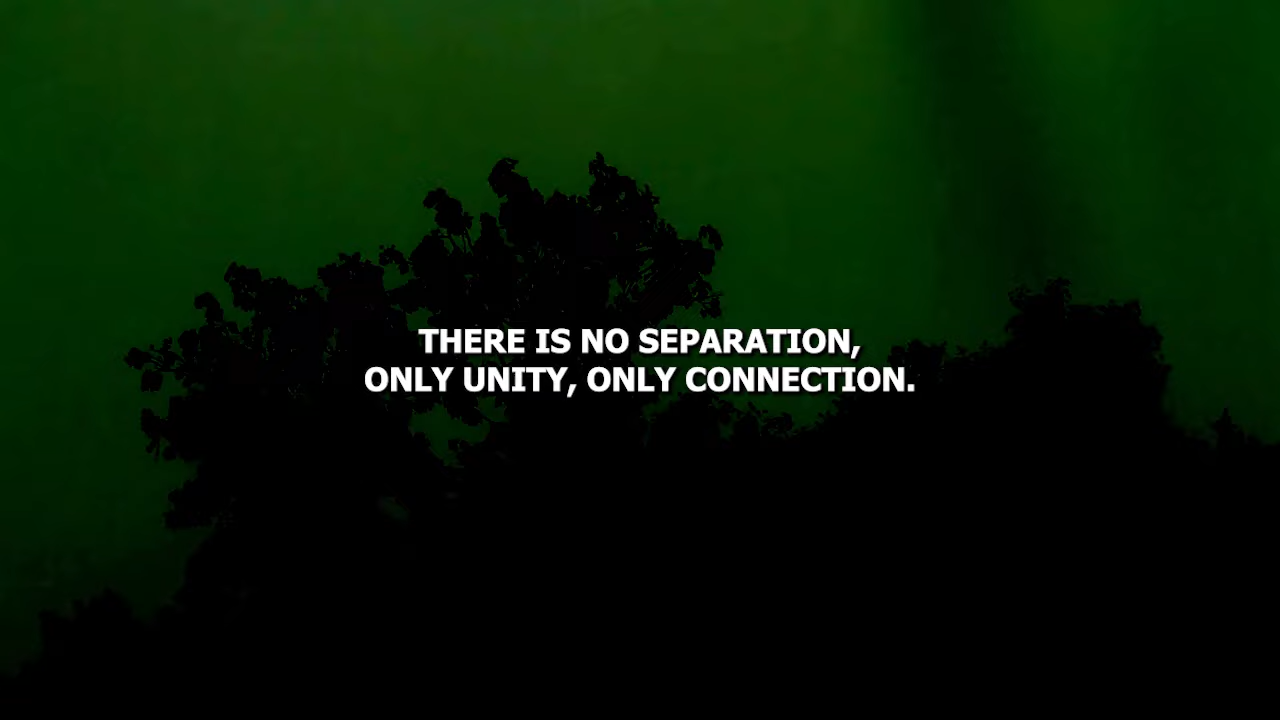 THERE IS NO SEPARATION,
ONLY UNITY, ONLY CONNECTION.